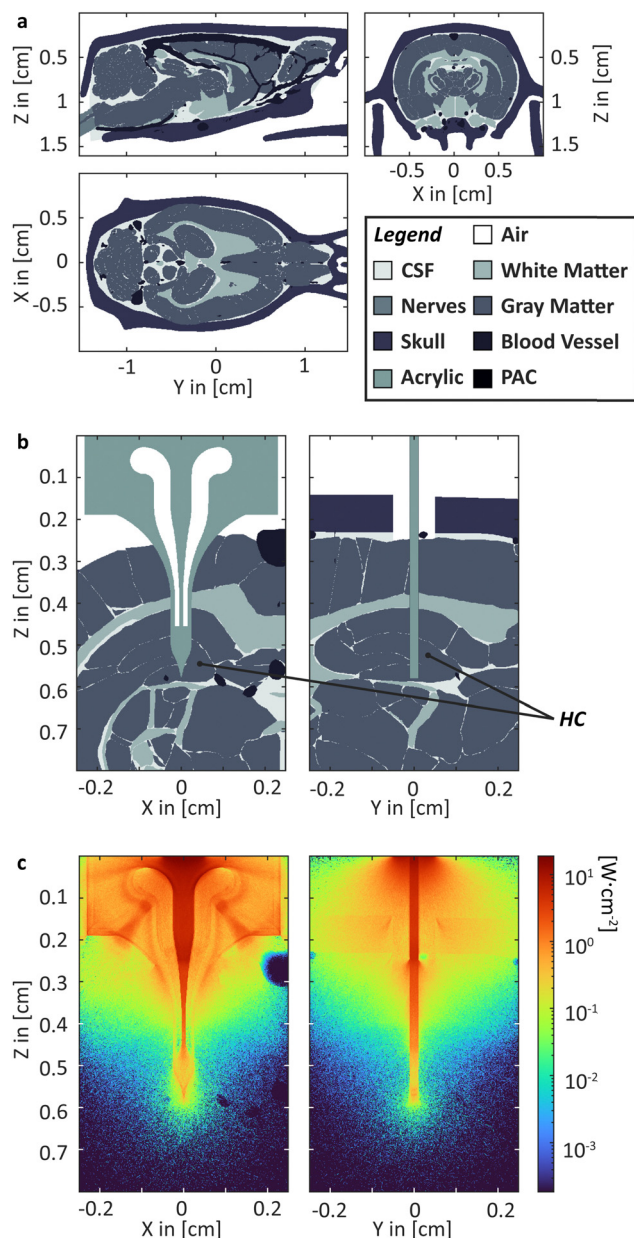 a
Z in [cm]
0.5
1
1.5
0.5
1
1.5
Z in [cm]
-0.5
0
0.5
X in [cm]
X in [cm]
0.5
0
-0.5
-1
0
1
Y in [cm]
Legend
Air
CSF
White Matter
Nerves
Gray Matter
Skull
Blood Vessel
Acrylic
PAC
b
Z in [cm]
0.1
0.2
0.3
0.4
0.5
0.6
0.7
HC
-0.2
0
0.2
-0.2
0
0.2
X in [cm]
Y in [cm]
c
Z in [cm]
0.1
0.2
0.3
0.4
0.5
0.6
0.7
[W·cm⁻²]
10¹
10⁰
10⁻¹
10⁻²
10⁻³
-0.2
0
0.2
-0.2
0
0.2
X in [cm]
Y in [cm]